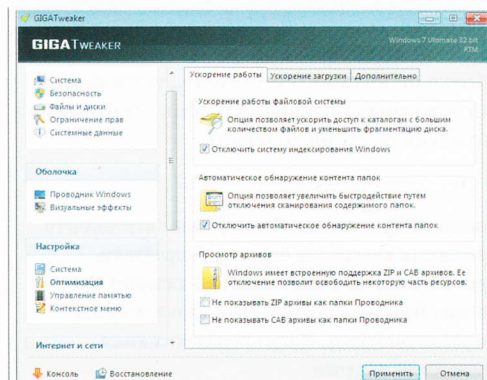 GIGATweaker
GIGATWEAKER
Windows 7 Ultimate 32 bit
RTM
Система
Безопасность
Файлы и диски
Ограничение прав
Системные данные
Оболочка
Проводник Windows
Визуальные эффекты
Настройка
Система
Оптимизация
Управление памятью
Контекстное меню
Интернет и сети
Ускорение работы Ускорение загрузки Дополнительно
Ускорение работы файловой системы
Опция позволяет ускорить доступ к каталогам с большим
количеством файлов и уменьшить фрагментацию диска.
Отключить систему индексирования Windows
Автоматическое обнаружение контента папок
Опция позволяет увеличить быстродействие путем
отключения сканирования содержимого папок.
Отключить автоматическое обнаружение контента папок
Просмотр архивов
Windows имеет встроенную поддержка ZIP и CAB архивов. Ее
отключение позволит освободить некоторую часть ресурсов.
Не показывать ZIP архивы как папки Проводника
Не показывать CAB архивы как папки Проводника
Консоль Восстановление Применить Отмена